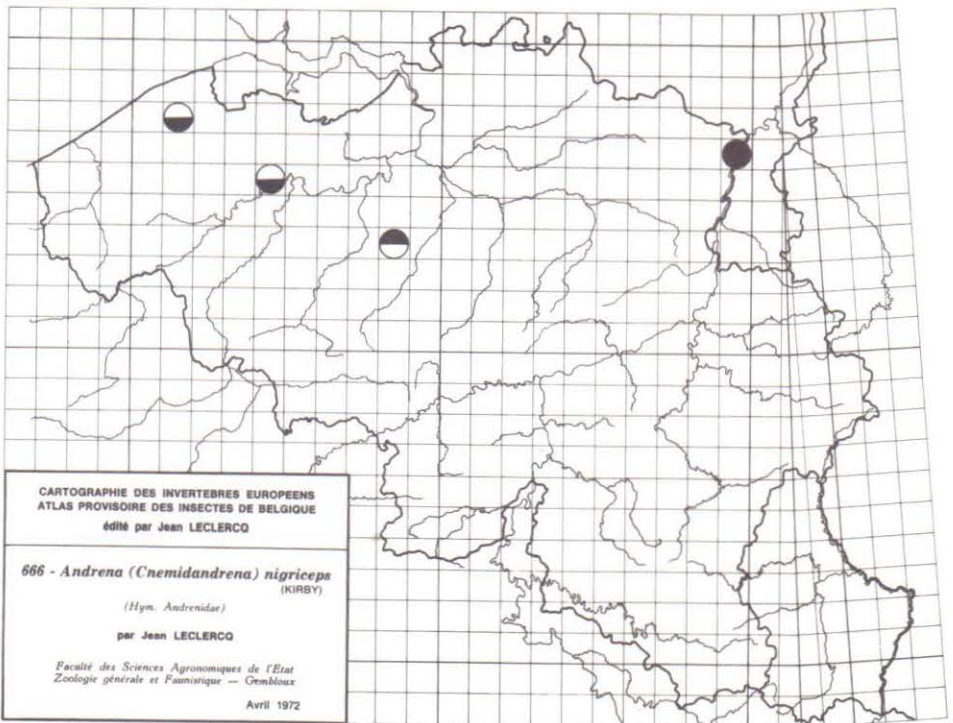 CARTOGRAPHIE DES INVERTEBRES EUROPEENS
ATLAS PROVISOIRE DES INSECTES DE BELGIQUE
édité par Jean LECLERCQ
666 - Andrena (Cnemidandrena) nigriceps
(KIRBY)
(Hym. Andrenidae)
par Jean LECLERCQ
Faculté des Sciences Agronomiques de l'Etat
Zoologie générale et Faunistique — Gembloux
Avril 1972